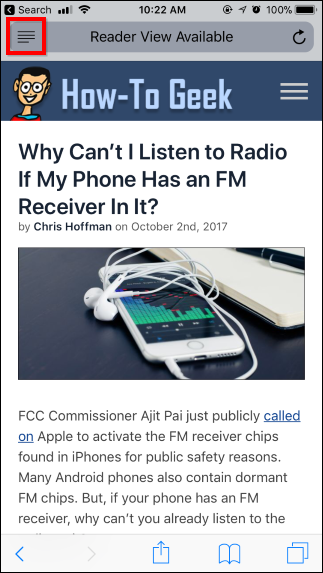 Search 10:22 AM 100%
Reader View Available
How-To Geek
Why Can't I Listen to Radio
If My Phone Has an FM
Receiver In It?
by Chris Hoffman on October 2nd, 2017
FCC Commissioner Ajit Pai just publicly called
on Apple to activate the FM receiver chips
found in iPhones for public safety reasons.
Many Android phones also contain dormant
FM chips. But, if your phone has an FM
receiver, why can't you already listen to the